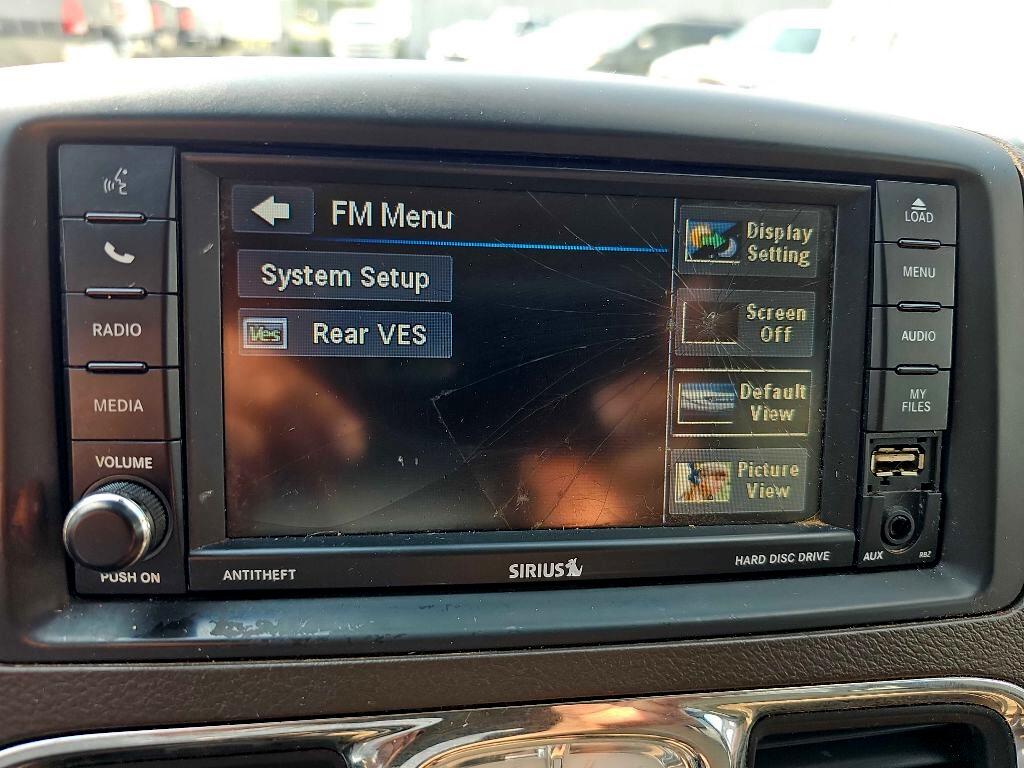 FM Menu
System Setup
Ves Rear VES
Display
Setting
Screen
Off
Default
View
Picture
View
RADIO
MEDIA
VOLUME
PUSH ON
LOAD
MENU
AUDIO
MY
FILES
AUX RBZ
ANTITHEFT
SIRIUS
HARD DISC DRIVE